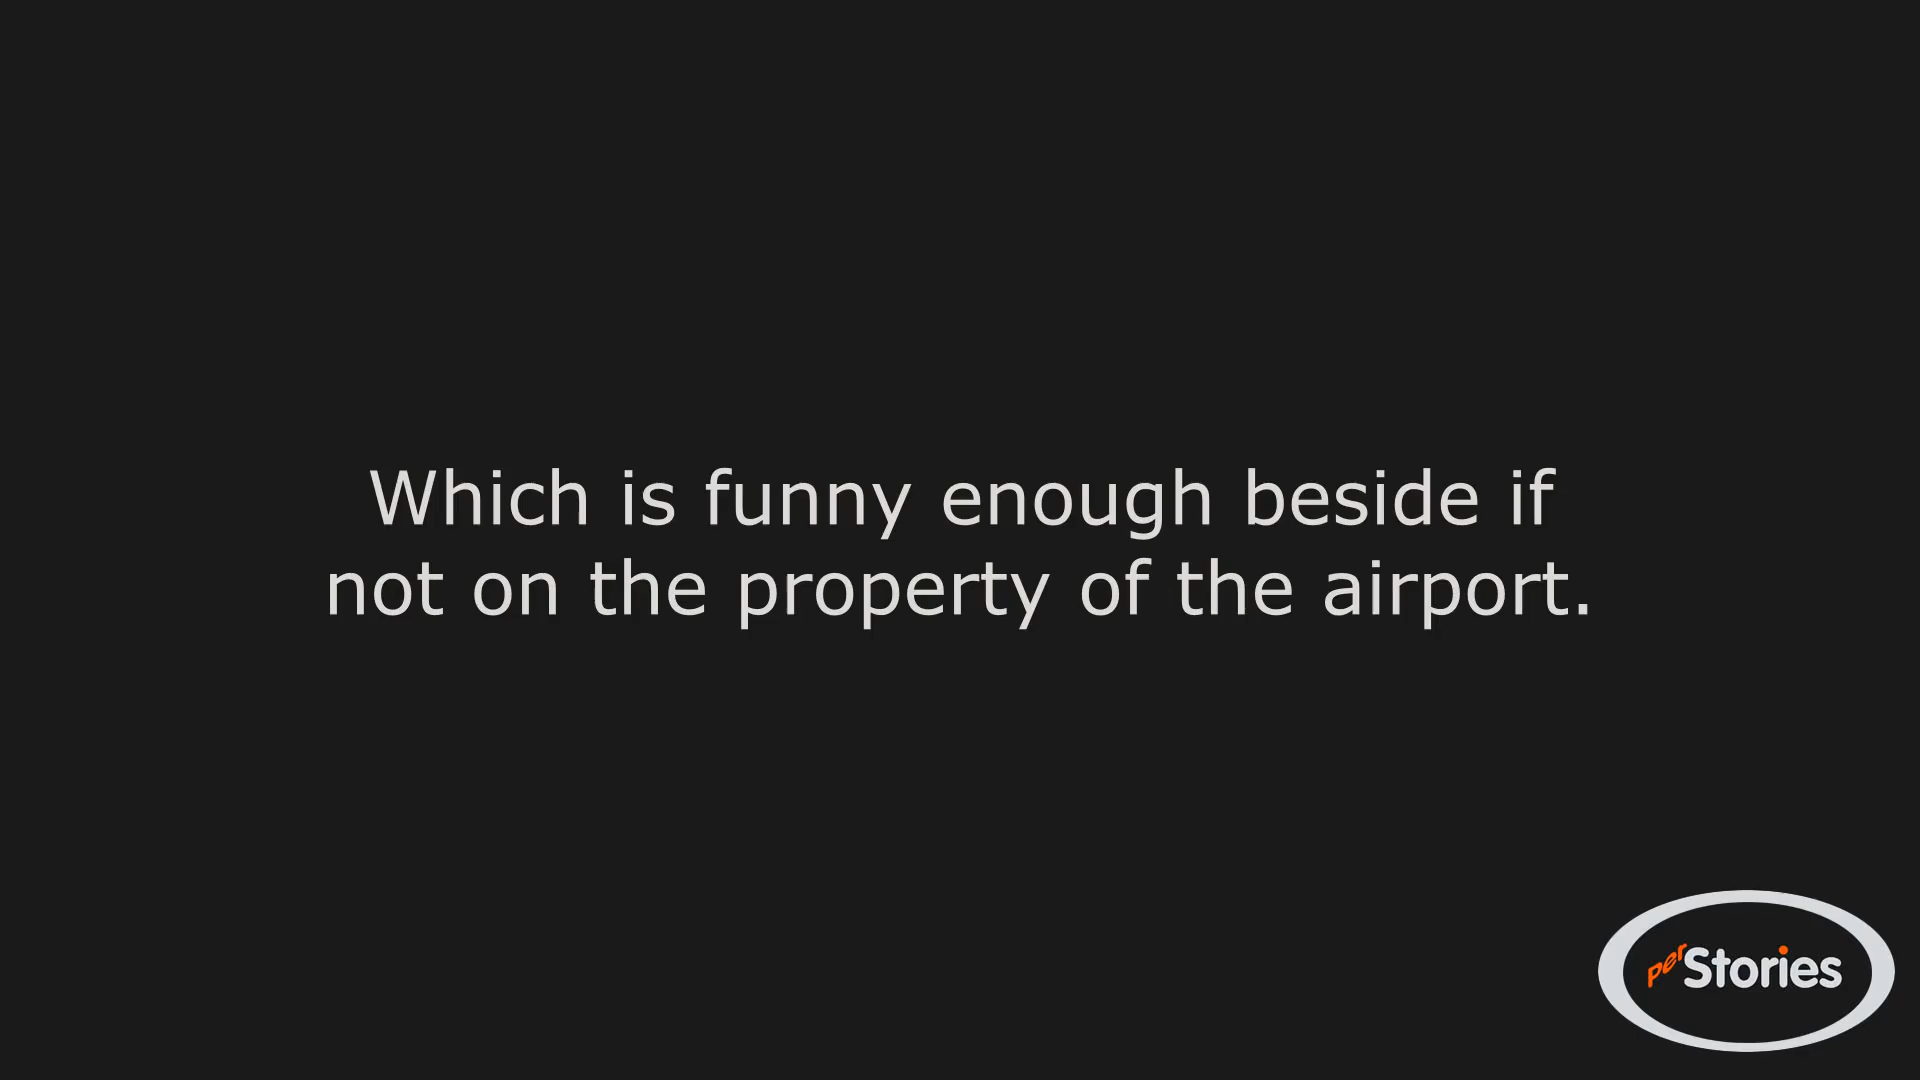 Which is funny enough beside if
not on the property of the airport.
perStories